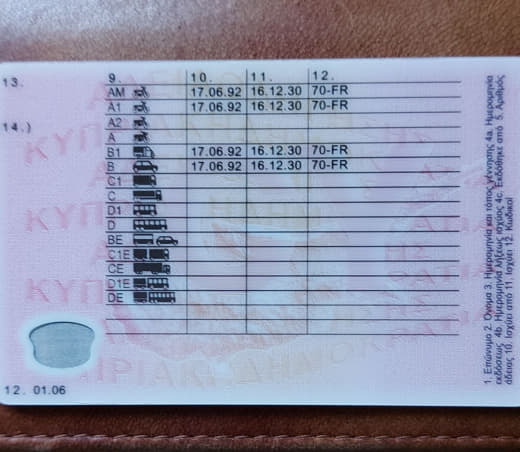 13.
14.)
9. 10. 11. 12.
AM 17.06.92 16.12.30 70-FR
A1 17.06.92 16.12.30 70-FR
A2
A
B1 17.06.92 16.12.30 70-FR
B 17.06.92 16.12.30 70-FR
C1
C
D1
D
BE
C1E
CE
D1E
DE
12. 01.06
1. Επώνυμο 2. Όνομα 3. Ημερομηνία και τόπος γέννησης 4a. Ημερομηνία
εκδόσεως 4b. Ημερομηνία λήξεως ισχύος 4c. Εκδόθηκε από 5. Αριθμός
άδειας 10. Ισχύει από 11. Ισχύει 12. Κωδικοί